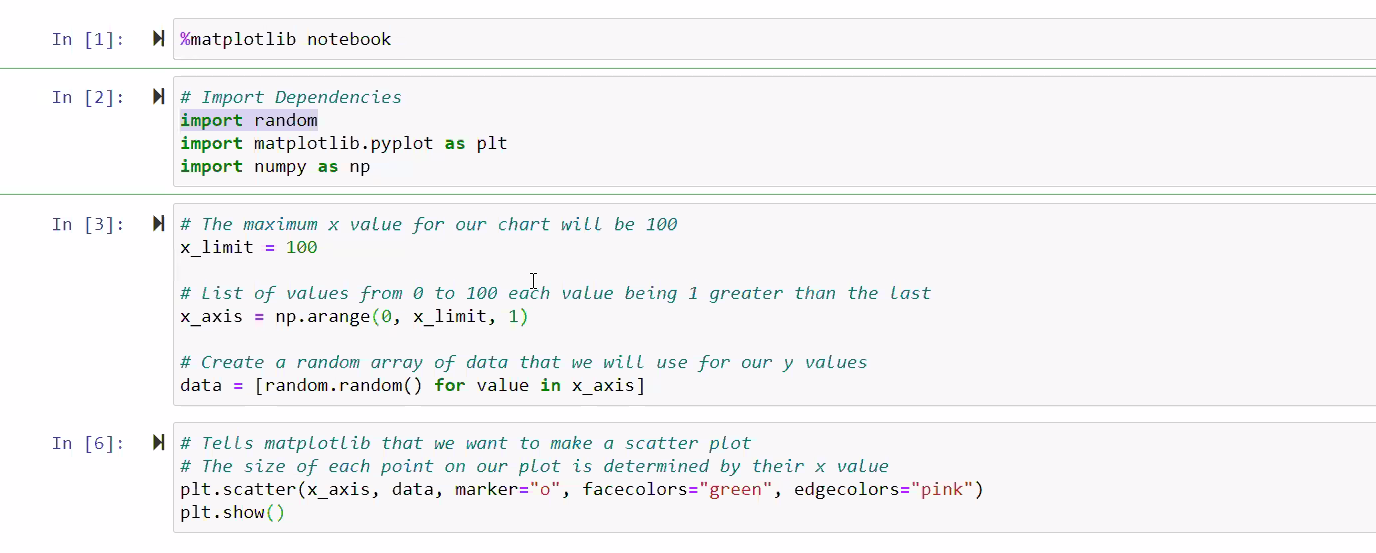 In [1]: %matplotlib notebook
In [2]: # Import Dependencies
import random
import matplotlib.pyplot as plt
import numpy as np
In [3]: # The maximum x value for our chart will be 100
x_limit = 100
# List of values from 0 to 100 each value being 1 greater than the last
x_axis = np.arange(0, x_limit, 1)
# Create a random array of data that we will use for our y values
data = [random.random() for value in x_axis]
In [6]: # Tells matplotlib that we want to make a scatter plot
# The size of each point on our plot is determined by their x value
plt.scatter(x_axis, data, marker="o", facecolors="green", edgecolors="pink")
plt.show()